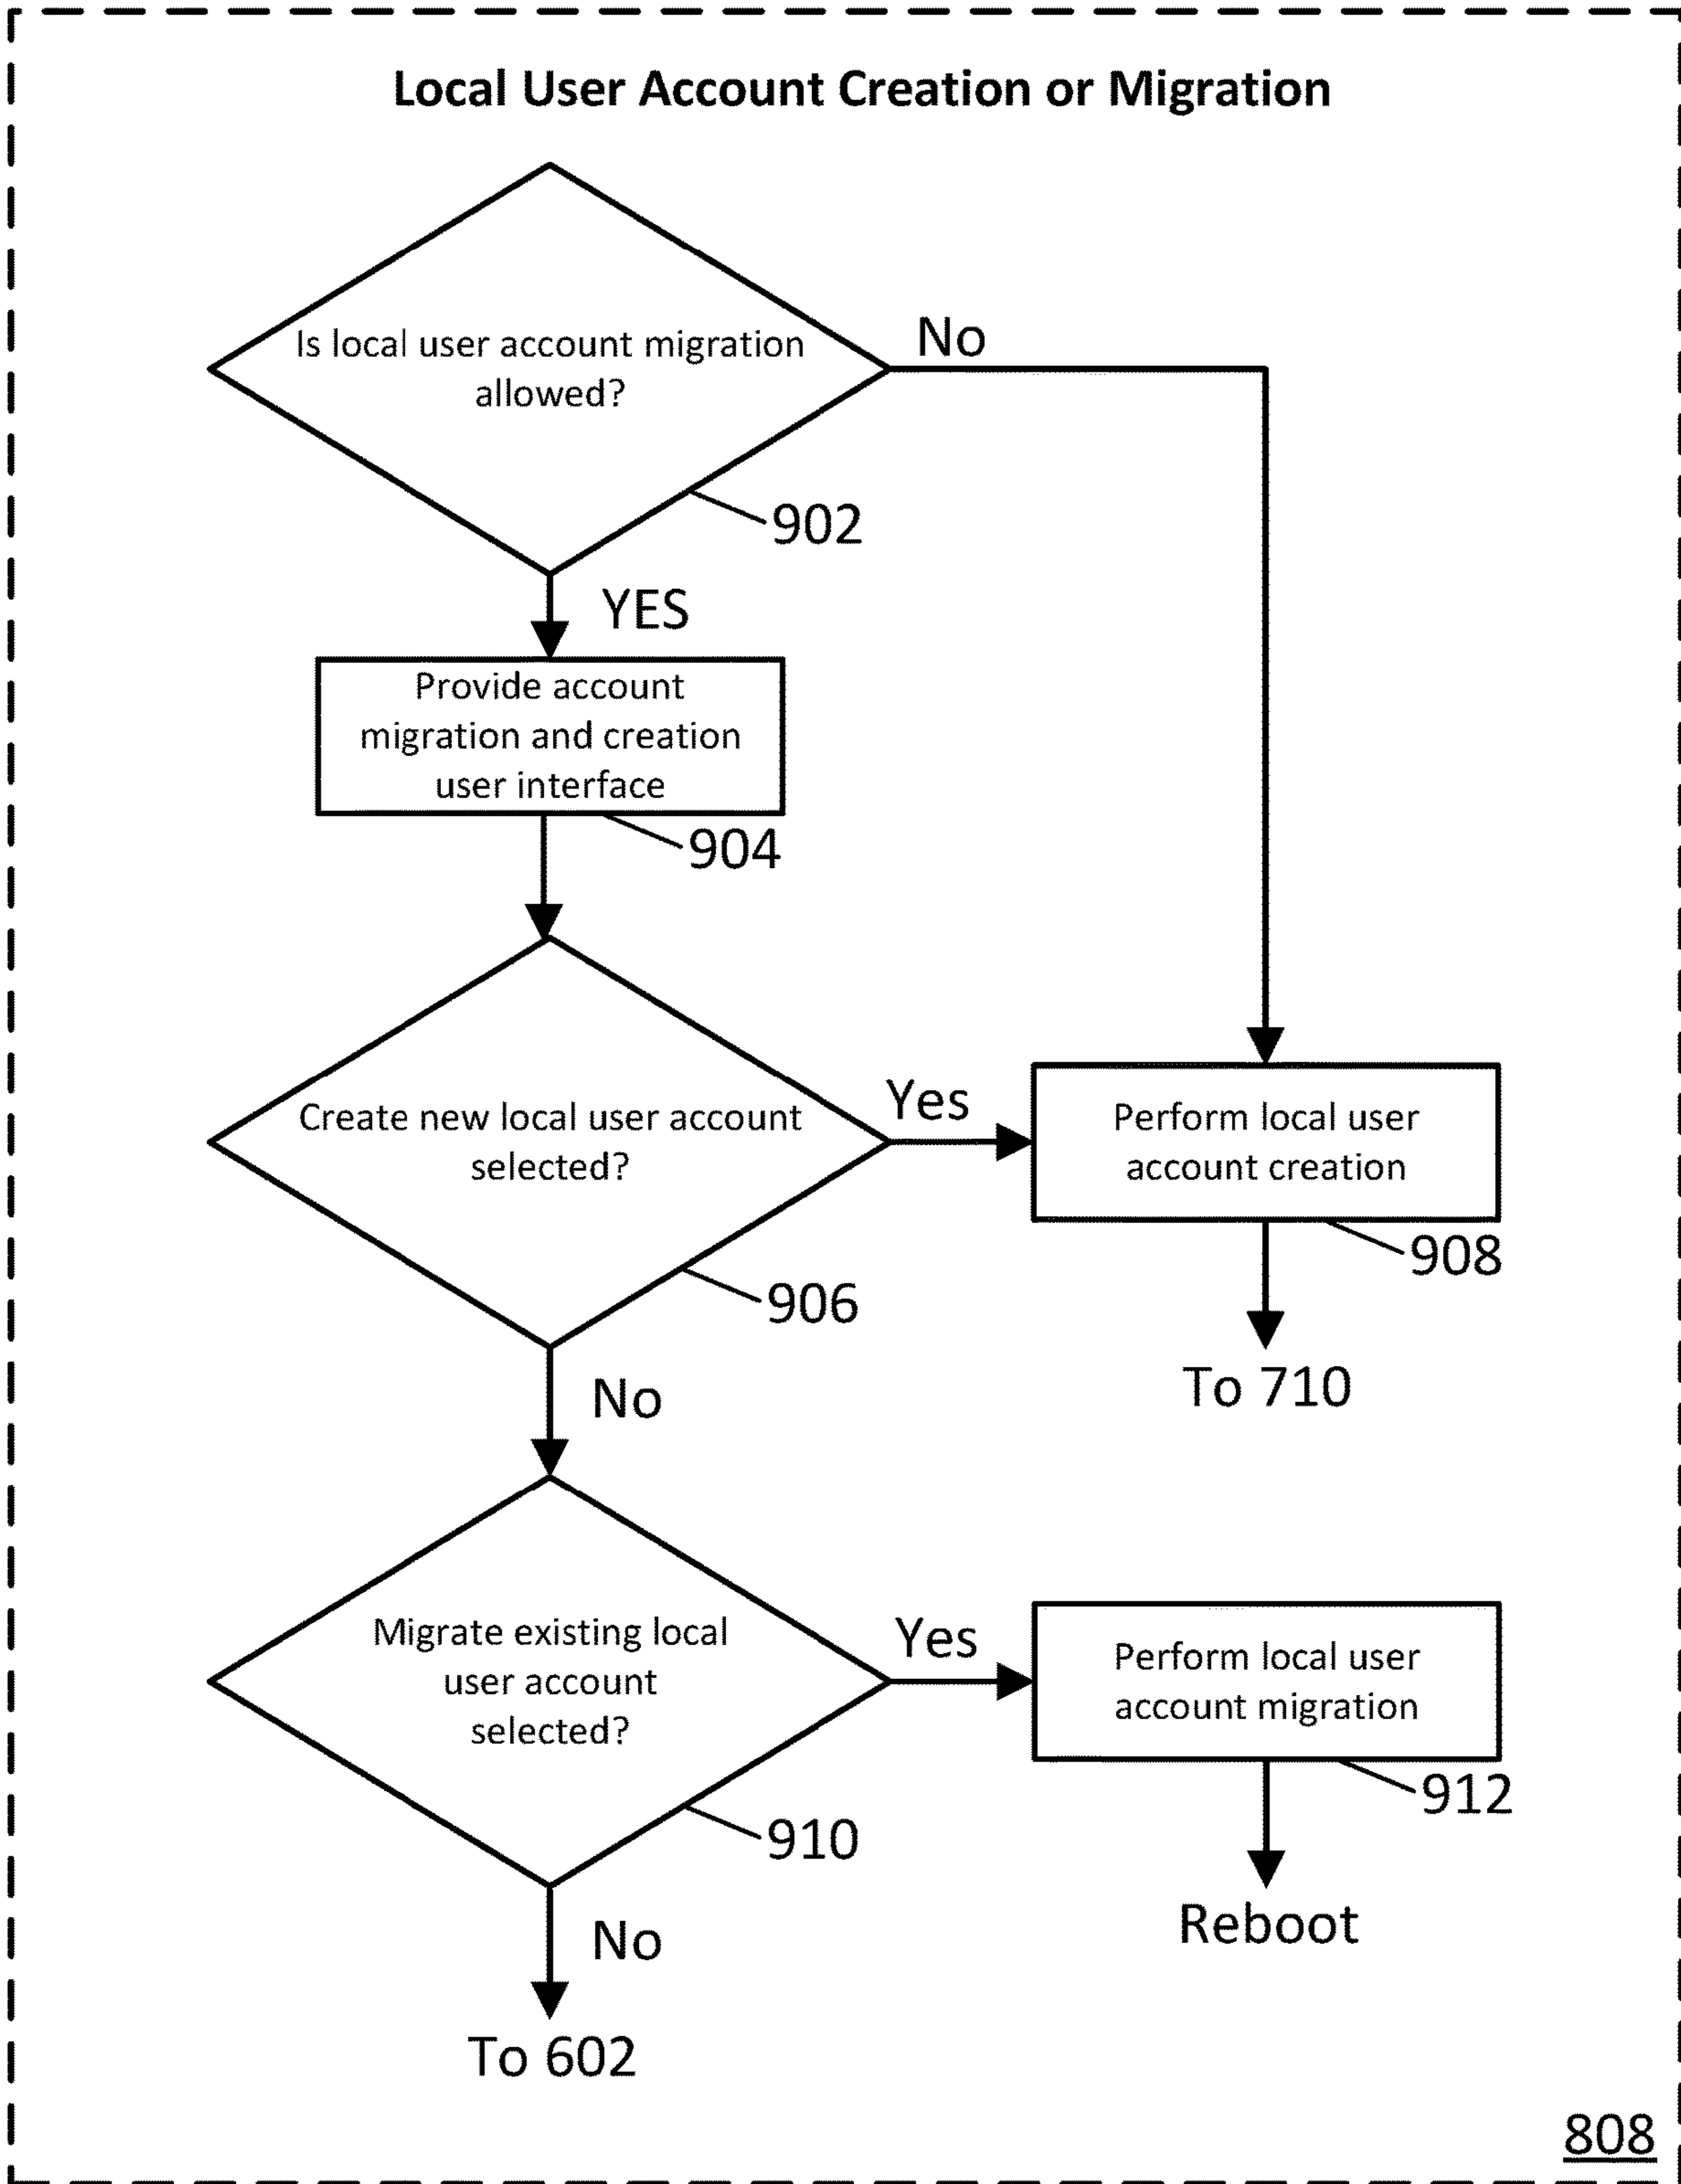 Local User Account Creation or Migration
Is local user account migration
allowed?
No
902
YES
Provide account
migration and creation
user interface
904
Create new local user account
selected?
Yes
906
Perform local user
account creation
908
To 710
No
Migrate existing local
user account
selected?
Yes
910
Perform local user
account migration
912
Reboot
No
To 602
808